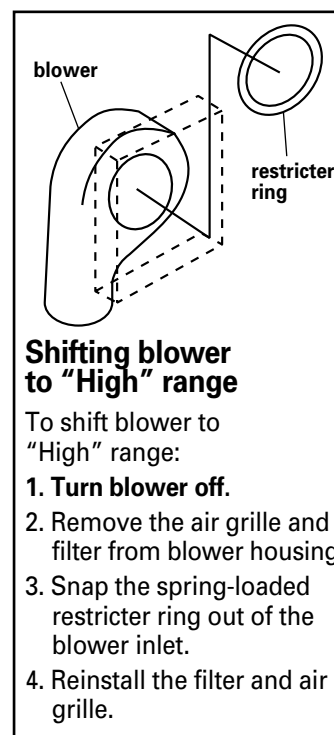 blower
restricter
ring
Shifting blower
to “High” range
To shift blower to
“High” range:
1. Turn blower off.
2. Remove the air grille and
filter from blower housing
3. Snap the spring-loaded
restricter ring out of the
blower inlet.
4. Reinstall the filter and air
grille.